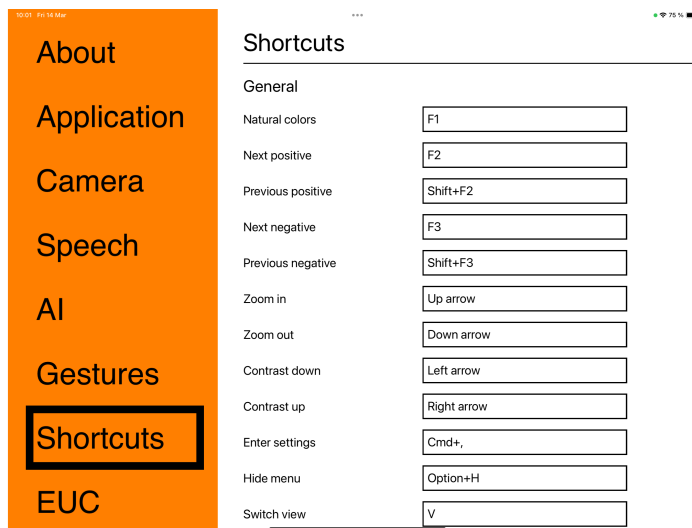 10:01 Fri 14 Mar
75 %
About
Application
Camera
Speech
AI
Gestures
Shortcuts
EUC
Shortcuts
General
Natural colors F1
Next positive F2
Previous positive Shift+F2
Next negative F3
Previous negative Shift+F3
Zoom in Up arrow
Zoom out Down arrow
Contrast down Left arrow
Contrast up Right arrow
Enter settings Cmd+,
Hide menu Option+H
Switch view V